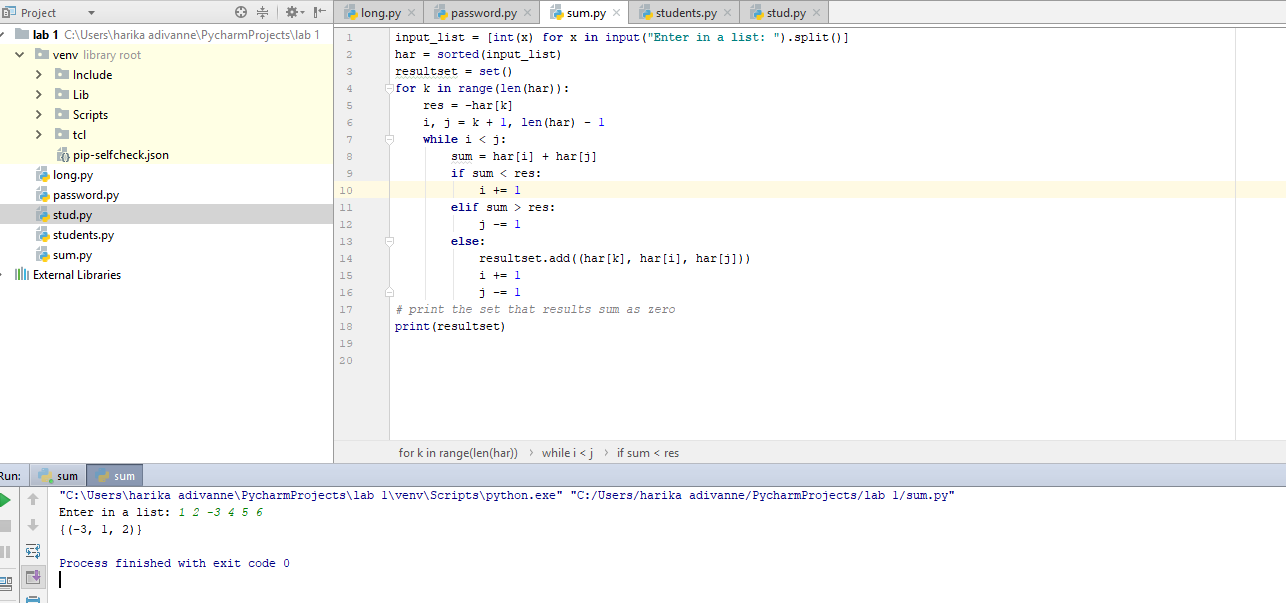 Project
lab 1 C:\Users\harika adivanne\PycharmProjects\lab 1
venv library root
Include
Lib
Scripts
tcl
pip-selfcheck.json
long.py
password.py
stud.py
students.py
sum.py
External Libraries
long.py password.py sum.py students.py stud.py
1 input_list = [int(x) for x in input("Enter in a list: ").split()]
2 har = sorted(input_list)
3 resultset = set()
4 for k in range(len(har)):
5 res = -har[k]
6 i, j = k + 1, len(har) - 1
7 while i < j:
8 sum = har[i] + har[j]
9 if sum < res:
10 i += 1
11 elif sum > res:
12 j -= 1
13 else:
14 resultset.add((har[k], har[i], har[j]))
15 i += 1
16 j -= 1
17 # print the set that results sum as zero
18 print(resultset)
19
20
for k in range(len(har)) › while i < j › if sum < res
Run: sum sum
"C:\Users\harika adivanne\PycharmProjects\lab 1\venv\Scripts\python.exe" "C:/Users/harika adivanne/PycharmProjects/lab 1/sum.py"
Enter in a list: 1 2 -3 4 5 6
{(-3, 1, 2)}
Process finished with exit code 0